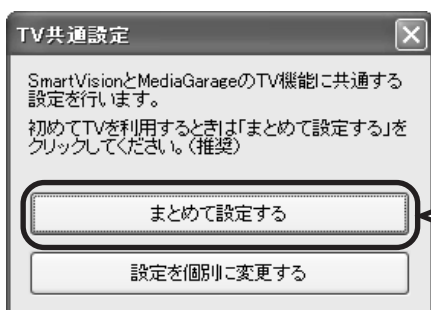 TV共通設定
SmartVisionとMediaGarageのTV機能に共通する
設定を行います。
初めてTVを利用するときは「まとめて設定する」を
クリックしてください。(推奨)
まとめて設定する
設定を個別に変更する